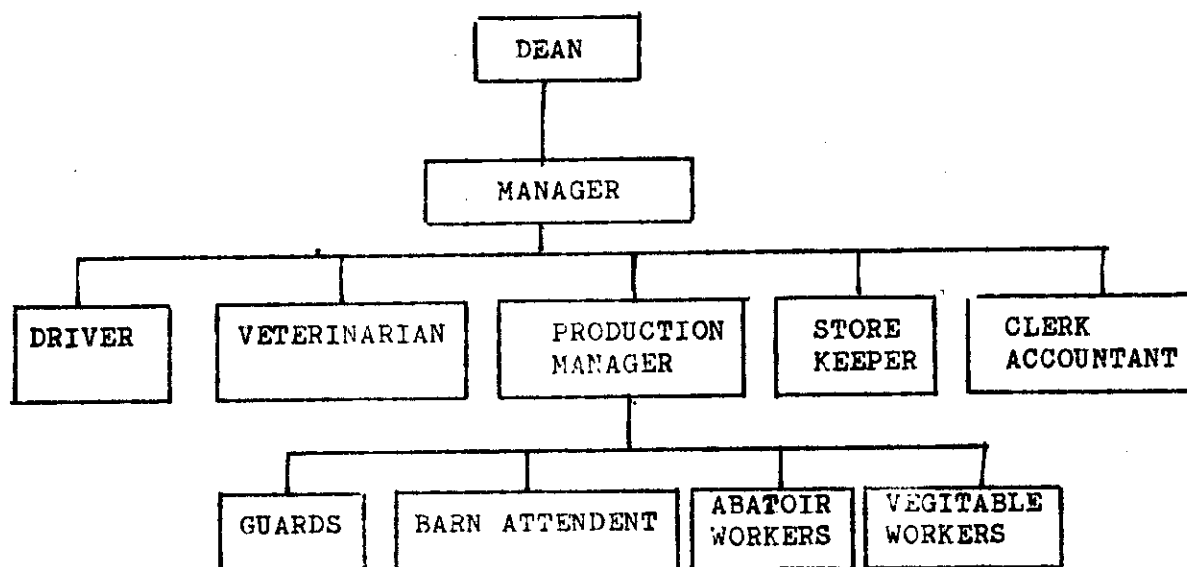 DEAN
MANAGER
DRIVER
VETERINARIAN
PRODUCTION
MANAGER
STORE
KEEPER
CLERK
ACCOUNTANT
GUARDS
BARN ATTENDENT
ABATOIR
WORKERS
VEGITABLE
WORKERS